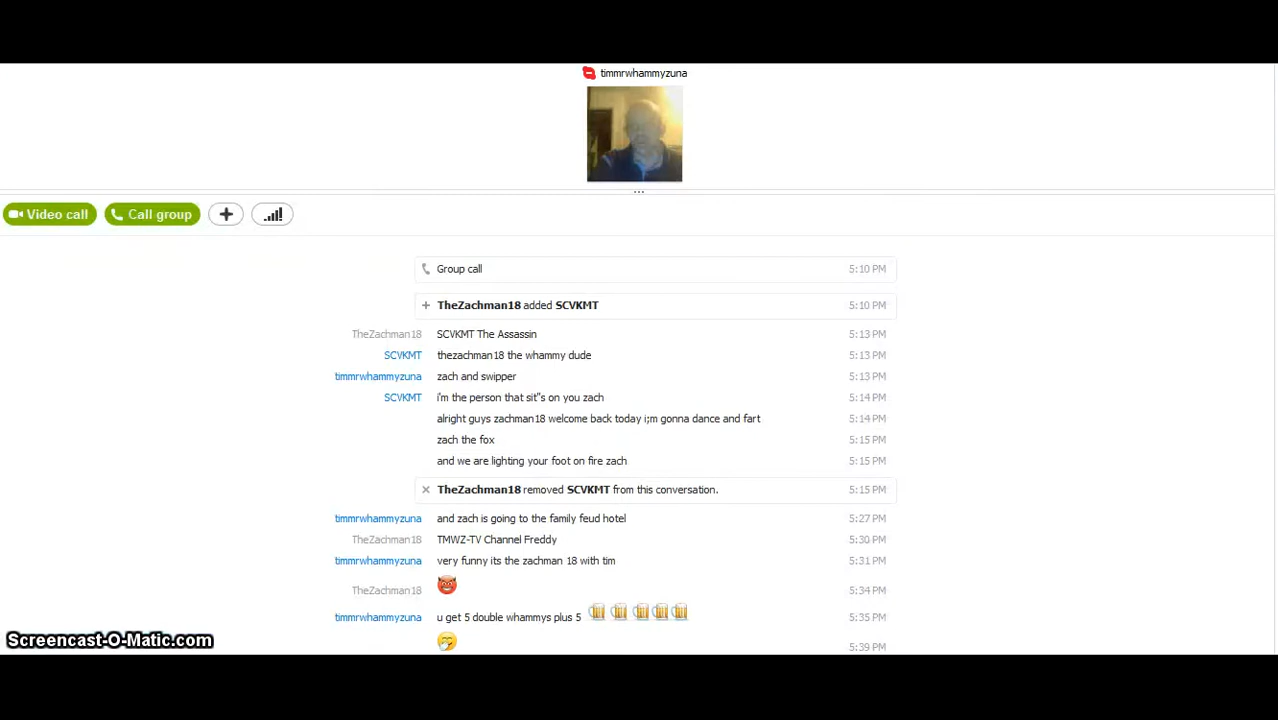 timmrwhammyzuna
...
Video call Call group
Group call 5:10 PM
TheZachman18 added SCVKMT 5:10 PM
TheZachman18 SCVKMT The Assassin 5:13 PM
SCVKMT thezachman18 the whammy dude 5:13 PM
timmrwhammyzuna zach and swipper 5:13 PM
SCVKMT i'm the person that sit"s on you zach 5:14 PM
alright guys zachman18 welcome back today i;m gonna dance and fart 5:14 PM
zach the fox 5:15 PM
and we are lighting your foot on fire zach 5:15 PM
TheZachman18 removed SCVKMT from this conversation. 5:15 PM
timmrwhammyzuna and zach is going to the family feud hotel 5:27 PM
TheZachman18 TMWZ-TV Channel Freddy 5:30 PM
timmrwhammyzuna very funny its the zachman 18 with tim 5:31 PM
TheZachman18 5:34 PM
timmrwhammyzuna u get 5 double whammys plus 5 5:35 PM
5:39 PM
Screencast-O-Matic.com